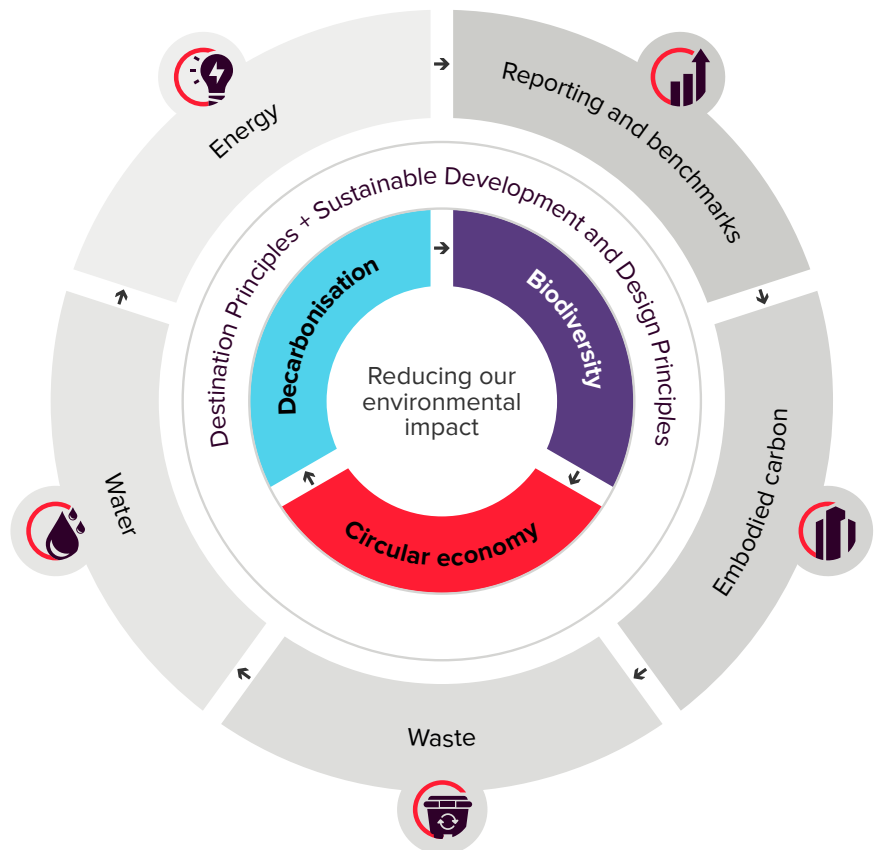 Energy
Reporting and benchmarks
Destination Principles + Sustainable Development and Design Principles
Decarbonisation
Biodiversity
Reducing our
environmental
impact
Circular economy
Water
Embodied carbon
Waste